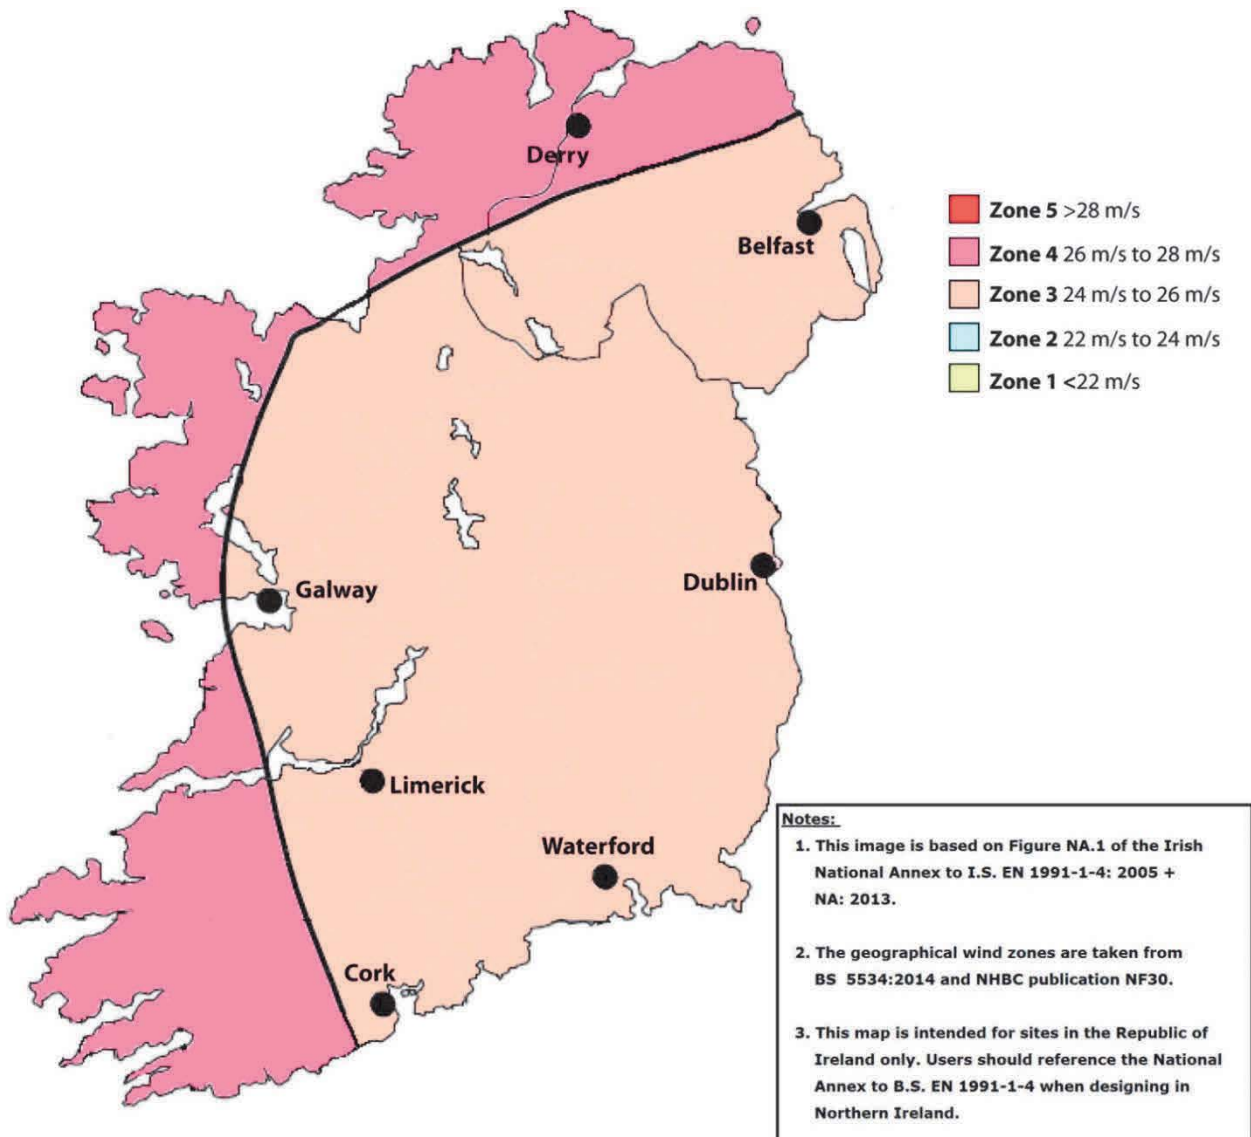 Derry
Belfast
Zone 5 >28 m/s
Zone 4 26 m/s to 28 m/s
Zone 3 24 m/s to 26 m/s
Zone 2 22 m/s to 24 m/s
Zone 1 <22 m/s
Galway
Dublin
Limerick
Waterford
Cork
Notes:
1. This image is based on Figure NA.1 of the Irish
National Annex to I.S. EN 1991-1-4: 2005 +
NA: 2013.
2. The geographical wind zones are taken from
BS 5534:2014 and NHBC publication NF30.
3. This map is intended for sites in the Republic of
Ireland only. Users should reference the National
Annex to B.S. EN 1991-1-4 when designing in
Northern Ireland.